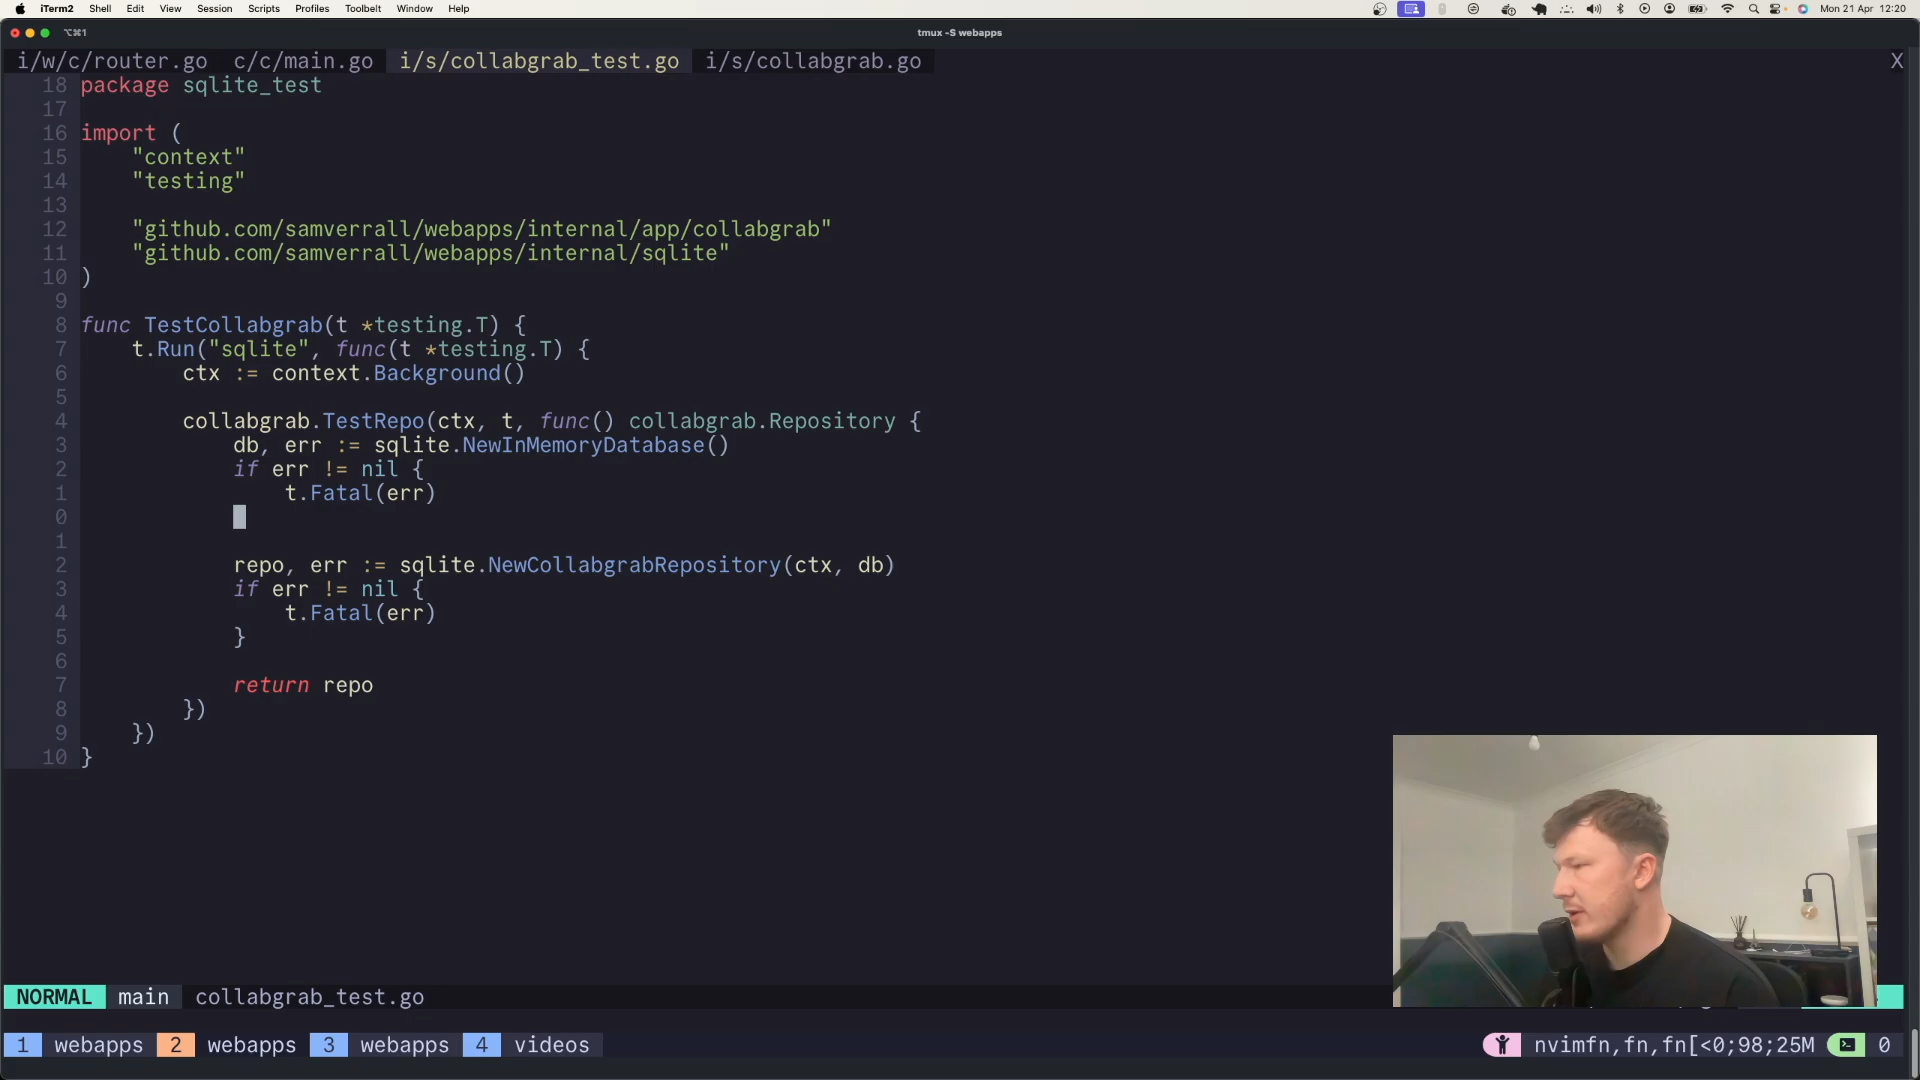 iTerm2 Shell Edit View Session Scripts Profiles Toolbelt Window Help Mon 21 Apr 12:20
⌥⌘1 tmux -S webapps
i/w/c/router.go c/c/main.go i/s/collabgrab_test.go i/s/collabgrab.go X
18 package sqlite_test
17
16 import (
15 "context"
14 "testing"
13
12 "github.com/samverrall/webapps/internal/app/collabgrab"
11 "github.com/samverrall/webapps/internal/sqlite"
10 )
9
8 func TestCollabgrab(t *testing.T) {
7 t.Run("sqlite", func(t *testing.T) {
6 ctx := context.Background()
5
4 collabgrab.TestRepo(ctx, t, func() collabgrab.Repository {
3 db, err := sqlite.NewInMemoryDatabase()
2 if err != nil {
1 t.Fatal(err)
0
1
2 repo, err := sqlite.NewCollabgrabRepository(ctx, db)
3 if err != nil {
4 t.Fatal(err)
5 }
6
7 return repo
8 })
9 })
10 }
NORMAL main collabgrab_test.go
1 webapps 2 webapps 3 webapps 4 videos nvimfn,fn,fn[<0;98;25M 0